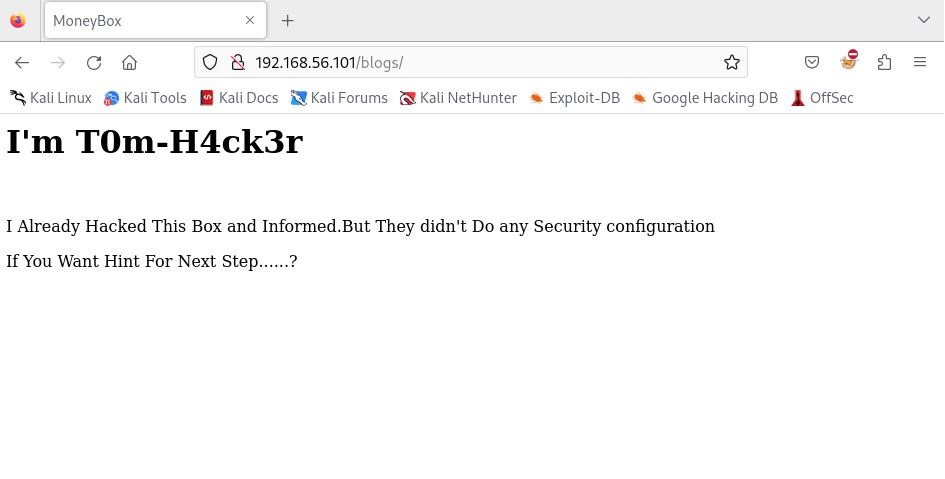 MoneyBox
192.168.56.101/blogs/
Kali Linux Kali Tools Kali Docs Kali Forums Kali NetHunter Exploit-DB Google Hacking DB OffSec
I'm T0m-H4ck3r
I Already Hacked This Box and Informed.But They didn't Do any Security configuration
If You Want Hint For Next Step......?